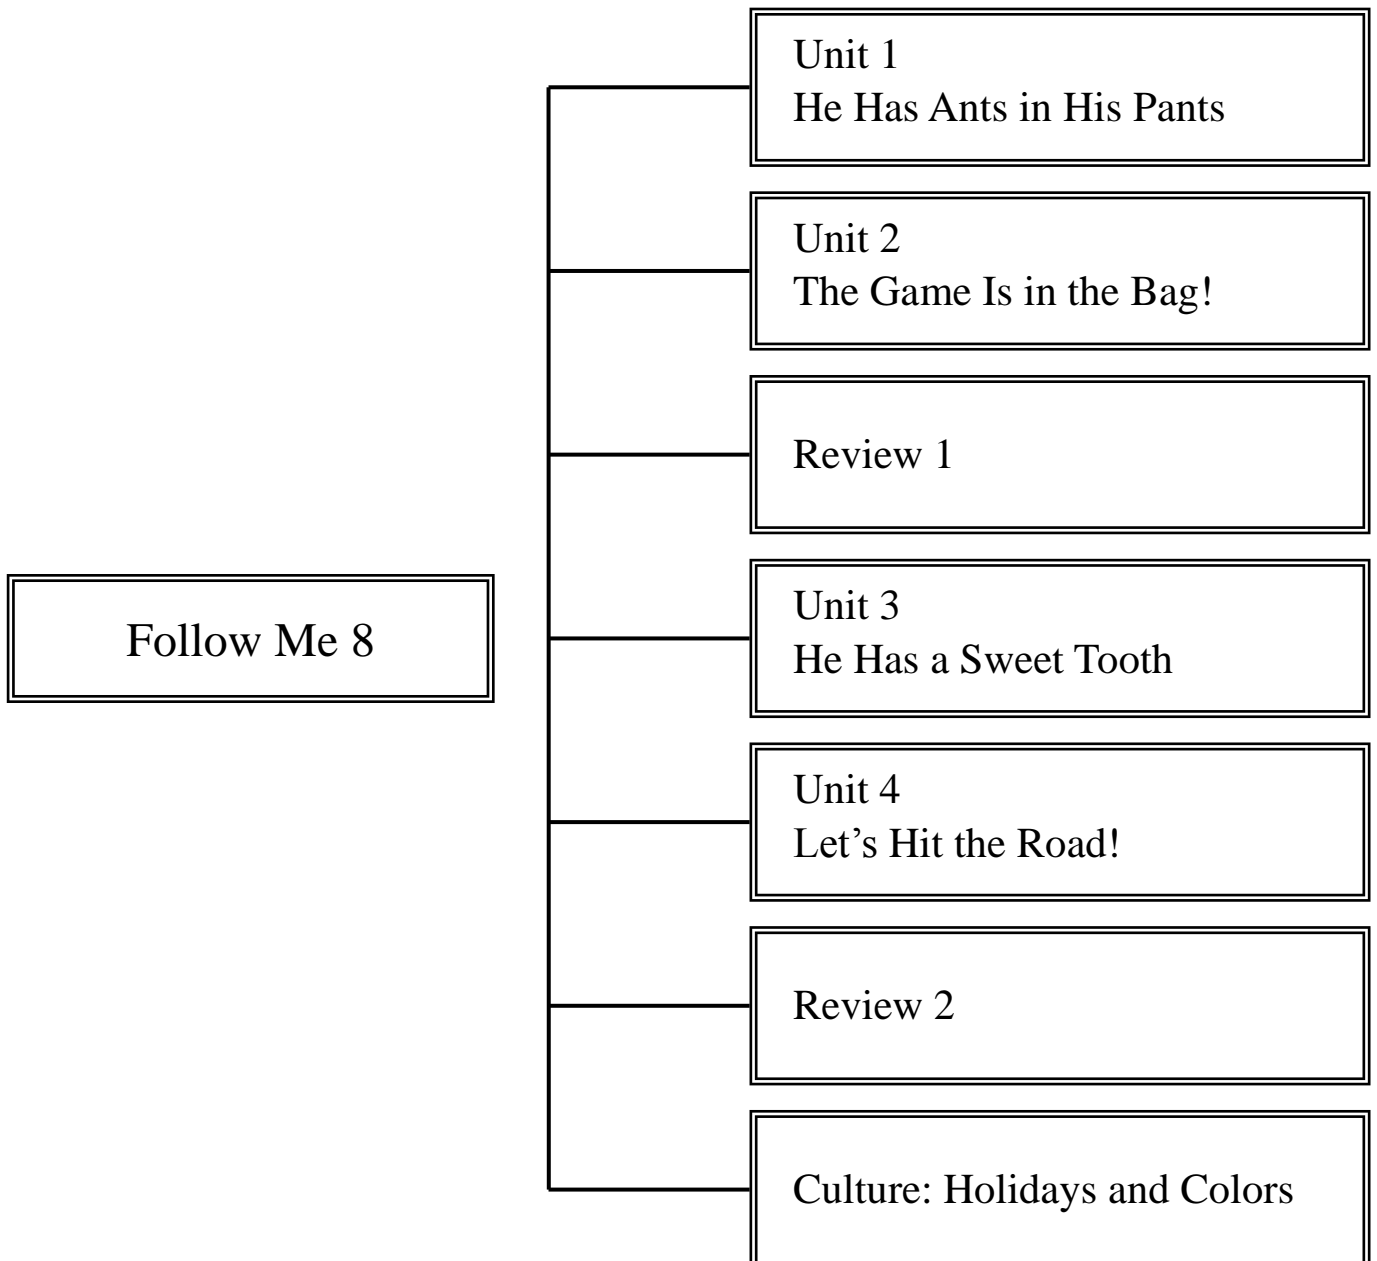 Follow Me 8
Unit 1
He Has Ants in His Pants
Unit 2
The Game Is in the Bag!
Review 1
Unit 3
He Has a Sweet Tooth
Unit 4
Let’s Hit the Road!
Review 2
Culture: Holidays and Colors